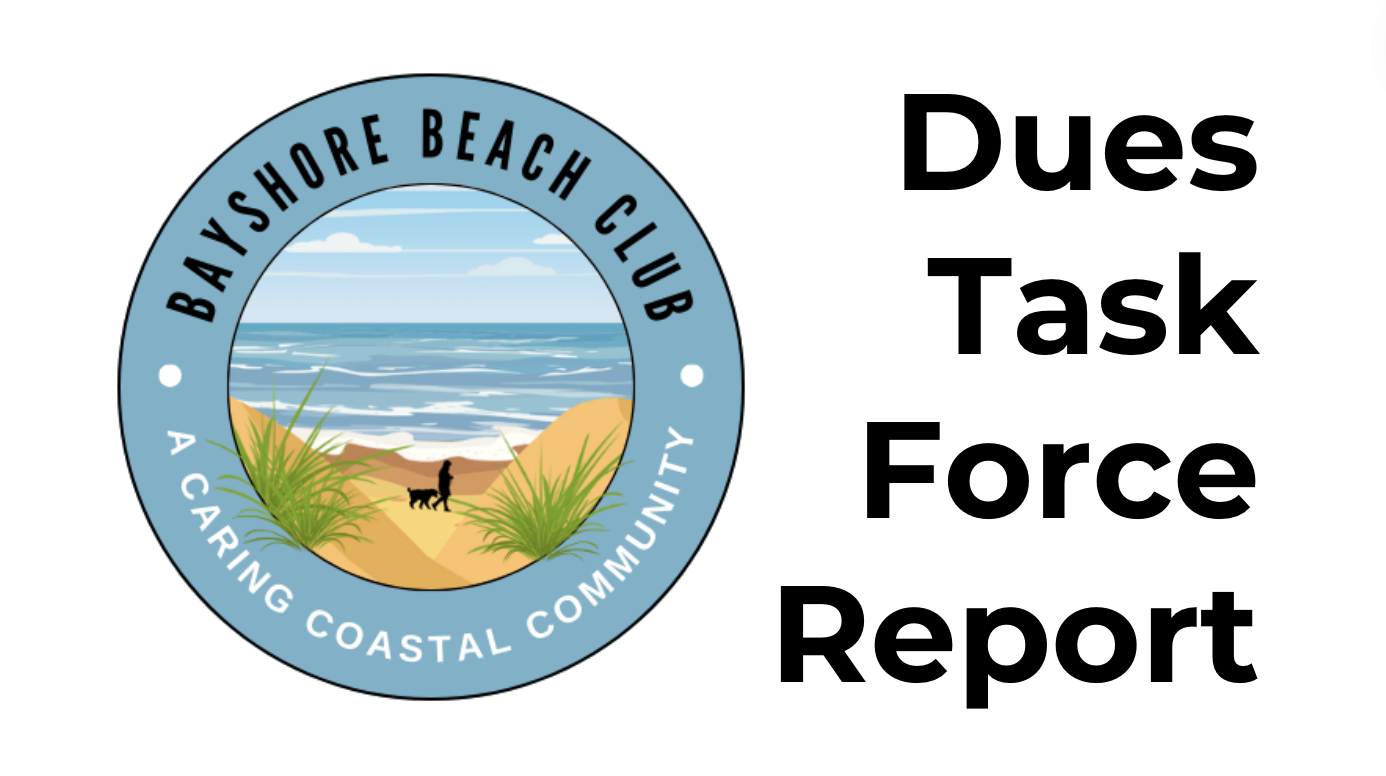 BAYSHORE BEACH CLUB
A CARING COASTAL COMMUNITY
Dues
Task
Force
Report